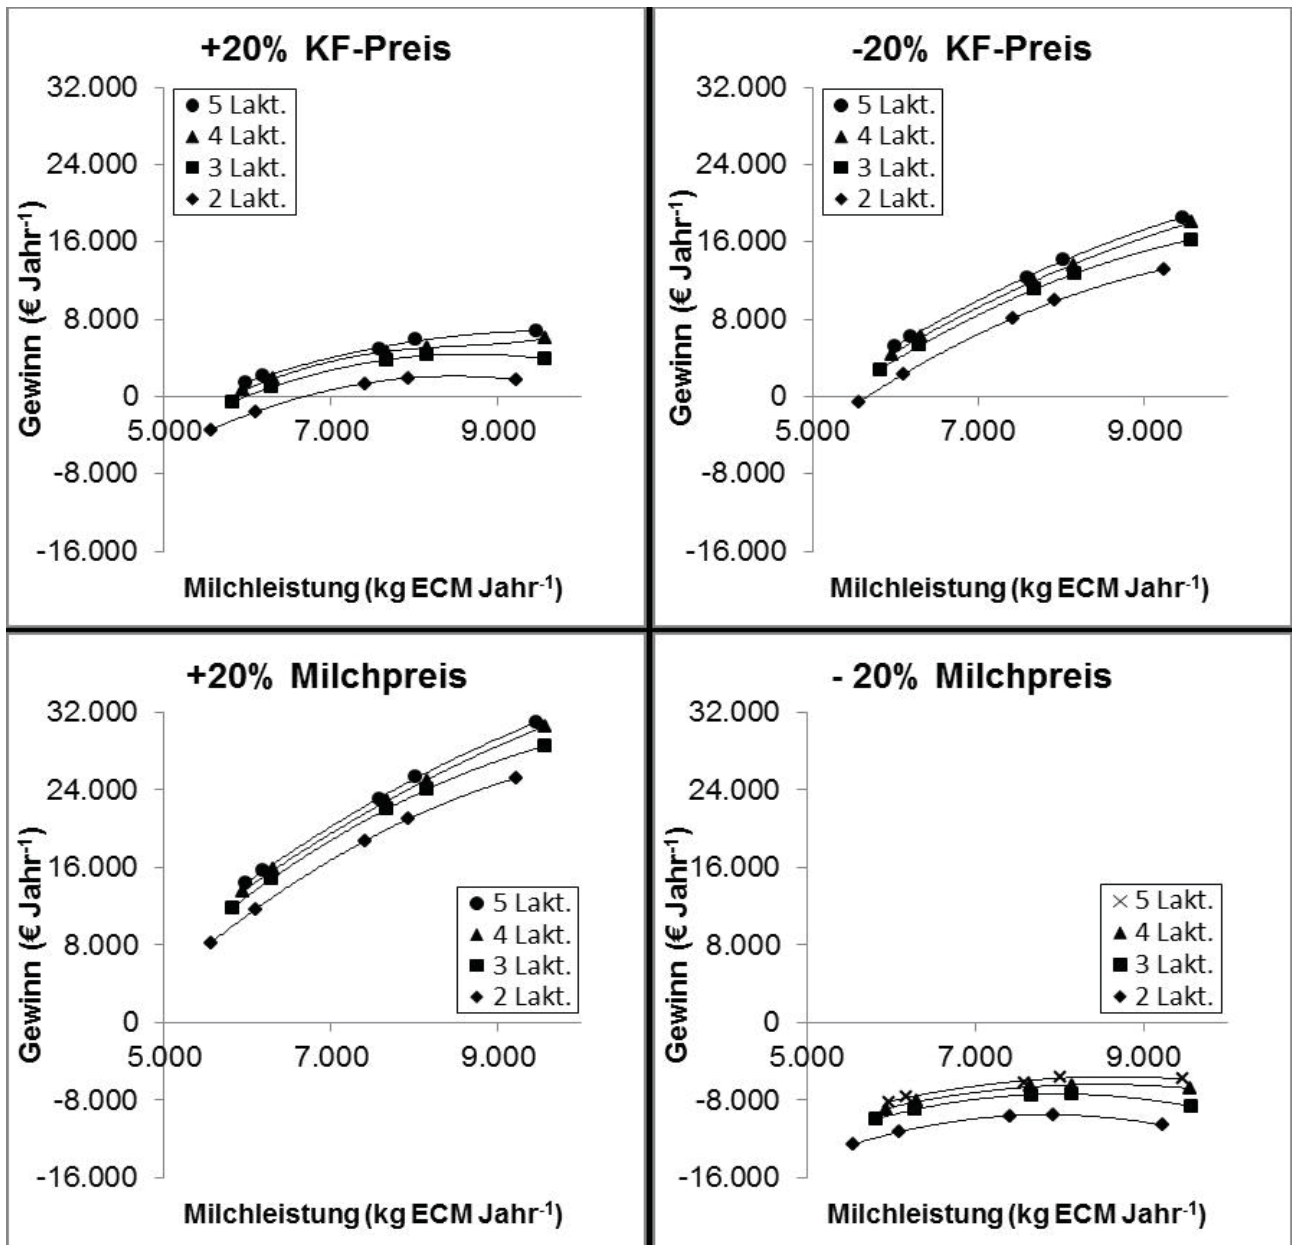 +20% KF-Preis
32.000
24.000
16.000
8.000
0
-8.000
-16.000
5.000
7.000
9.000
Gewinn (€ Jahr-1)
Milchleistung (kg ECM Jahr-1)
5 Lakt.
4 Lakt.
3 Lakt.
2 Lakt.
-20% KF-Preis
32.000
24.000
16.000
8.000
0
-8.000
-16.000
5.000
7.000
9.000
Gewinn (€ Jahr-1)
Milchleistung (kg ECM Jahr-1)
5 Lakt.
4 Lakt.
3 Lakt.
2 Lakt.
+20% Milchpreis
32.000
24.000
16.000
8.000
0
-8.000
-16.000
5.000
7.000
9.000
Gewinn (€ Jahr-1)
Milchleistung (kg ECM Jahr-1)
5 Lakt.
4 Lakt.
3 Lakt.
2 Lakt.
- 20% Milchpreis
32.000
24.000
16.000
8.000
0
-8.000
-16.000
5.000
7.000
9.000
Gewinn (€ Jahr-1)
Milchleistung (kg ECM Jahr-1)
5 Lakt.
4 Lakt.
3 Lakt.
2 Lakt.